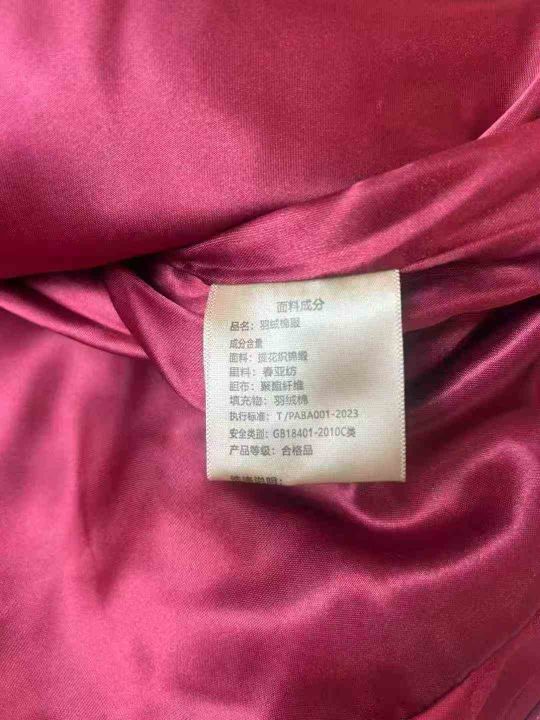 面料成分
品名：羽绒棉服
成分含量
面料：提花织锦缎
里料：春亚纺
胆布：聚酯纤维
填充物：羽绒棉
执行标准：T/PABA001-2023
安全类别：GB18401-2010C类
产品等级：合格品